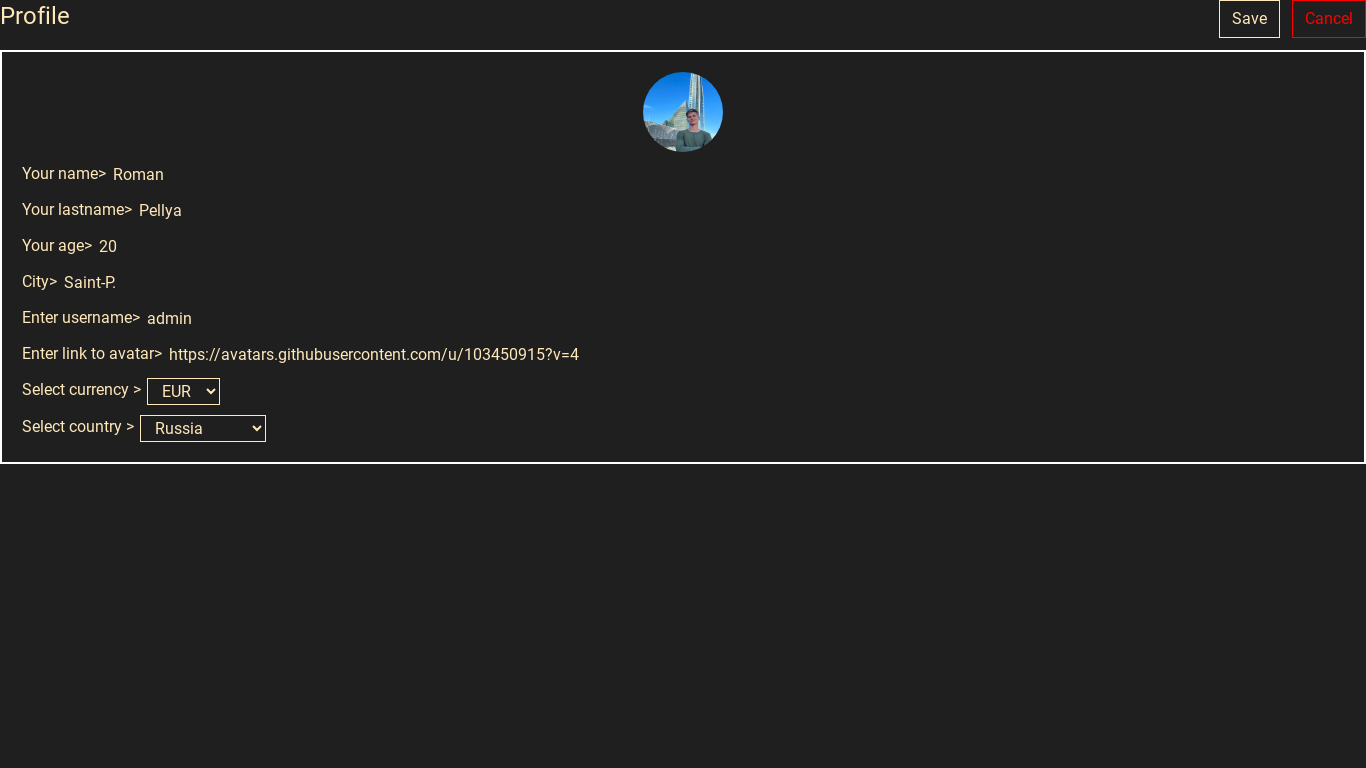 Profile Save Cancel
Your name> Roman
Your lastname> Pellya
Your age> 20
City> Saint-P.
Enter username> admin
Enter link to avatar> https://avatars.githubusercontent.com/u/103450915?v=4
Select currency > EUR
Select country > Russia